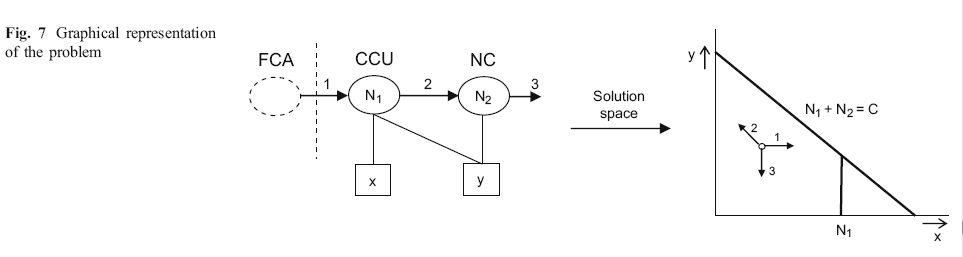 Fig. 7 Graphical representation
of the problem
FCA
CCU
NC
1
N1
2
N2
3
x
y
Solution
space
y
N1 + N2 = C
2
1
3
N1
x